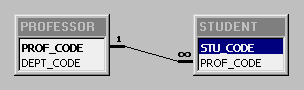 PROFESSOR
PROF_CODE
DEPT_CODE
1
∞
STUDENT
STU_CODE
PROF_CODE